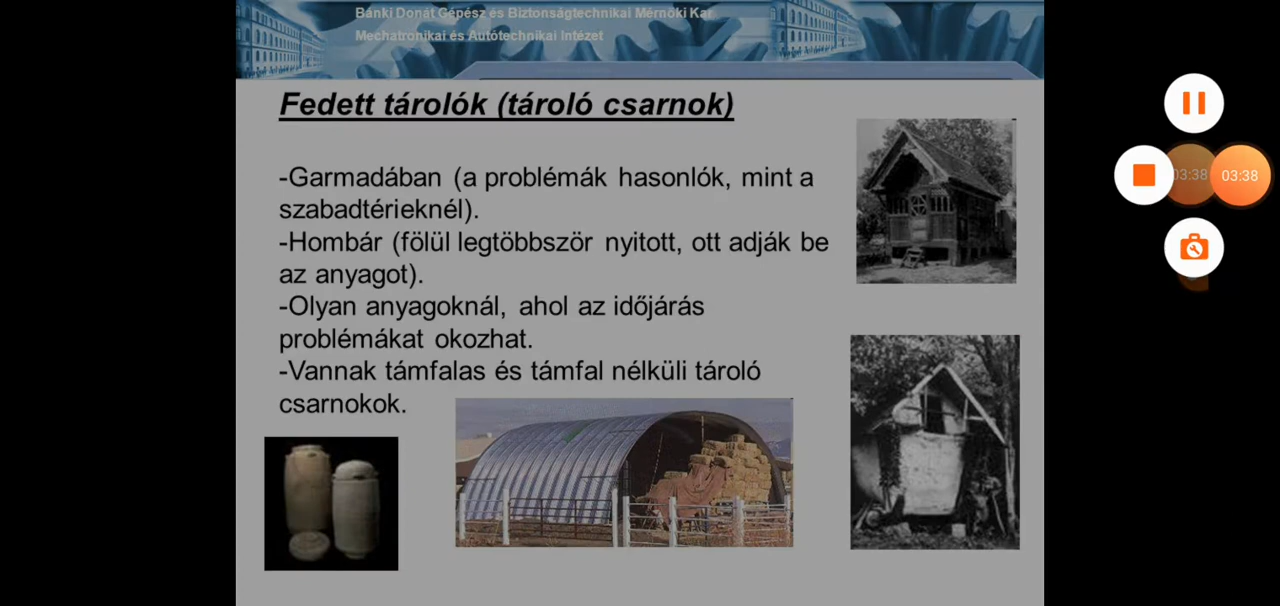 Bánki Donát Gépész és Biztonságtechnikai Mérnöki Kar
Mechatronikai és Autótechnikai Intézet
Fedett tárolók (tároló csarnok)
-Garmadában (a problémák hasonlók, mint a
szabadtérieknél).
-Hombár (fölül legtöbbször nyitott, ott adják be
az anyagot).
-Olyan anyagoknál, ahol az időjárás
problémákat okozhat.
-Vannak támfalas és támfal nélküli tároló
csarnokok.
03:38
03:38